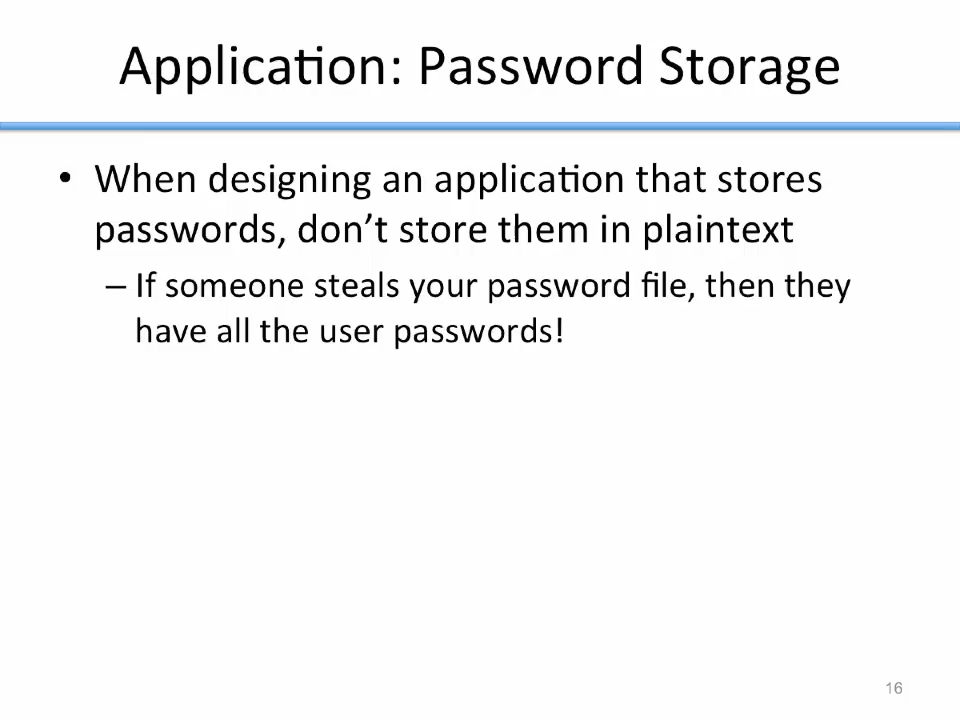 Application: Password Storage
• When designing an application that stores
passwords, don’t store them in plaintext
– If someone steals your password file, then they
have all the user passwords!
16